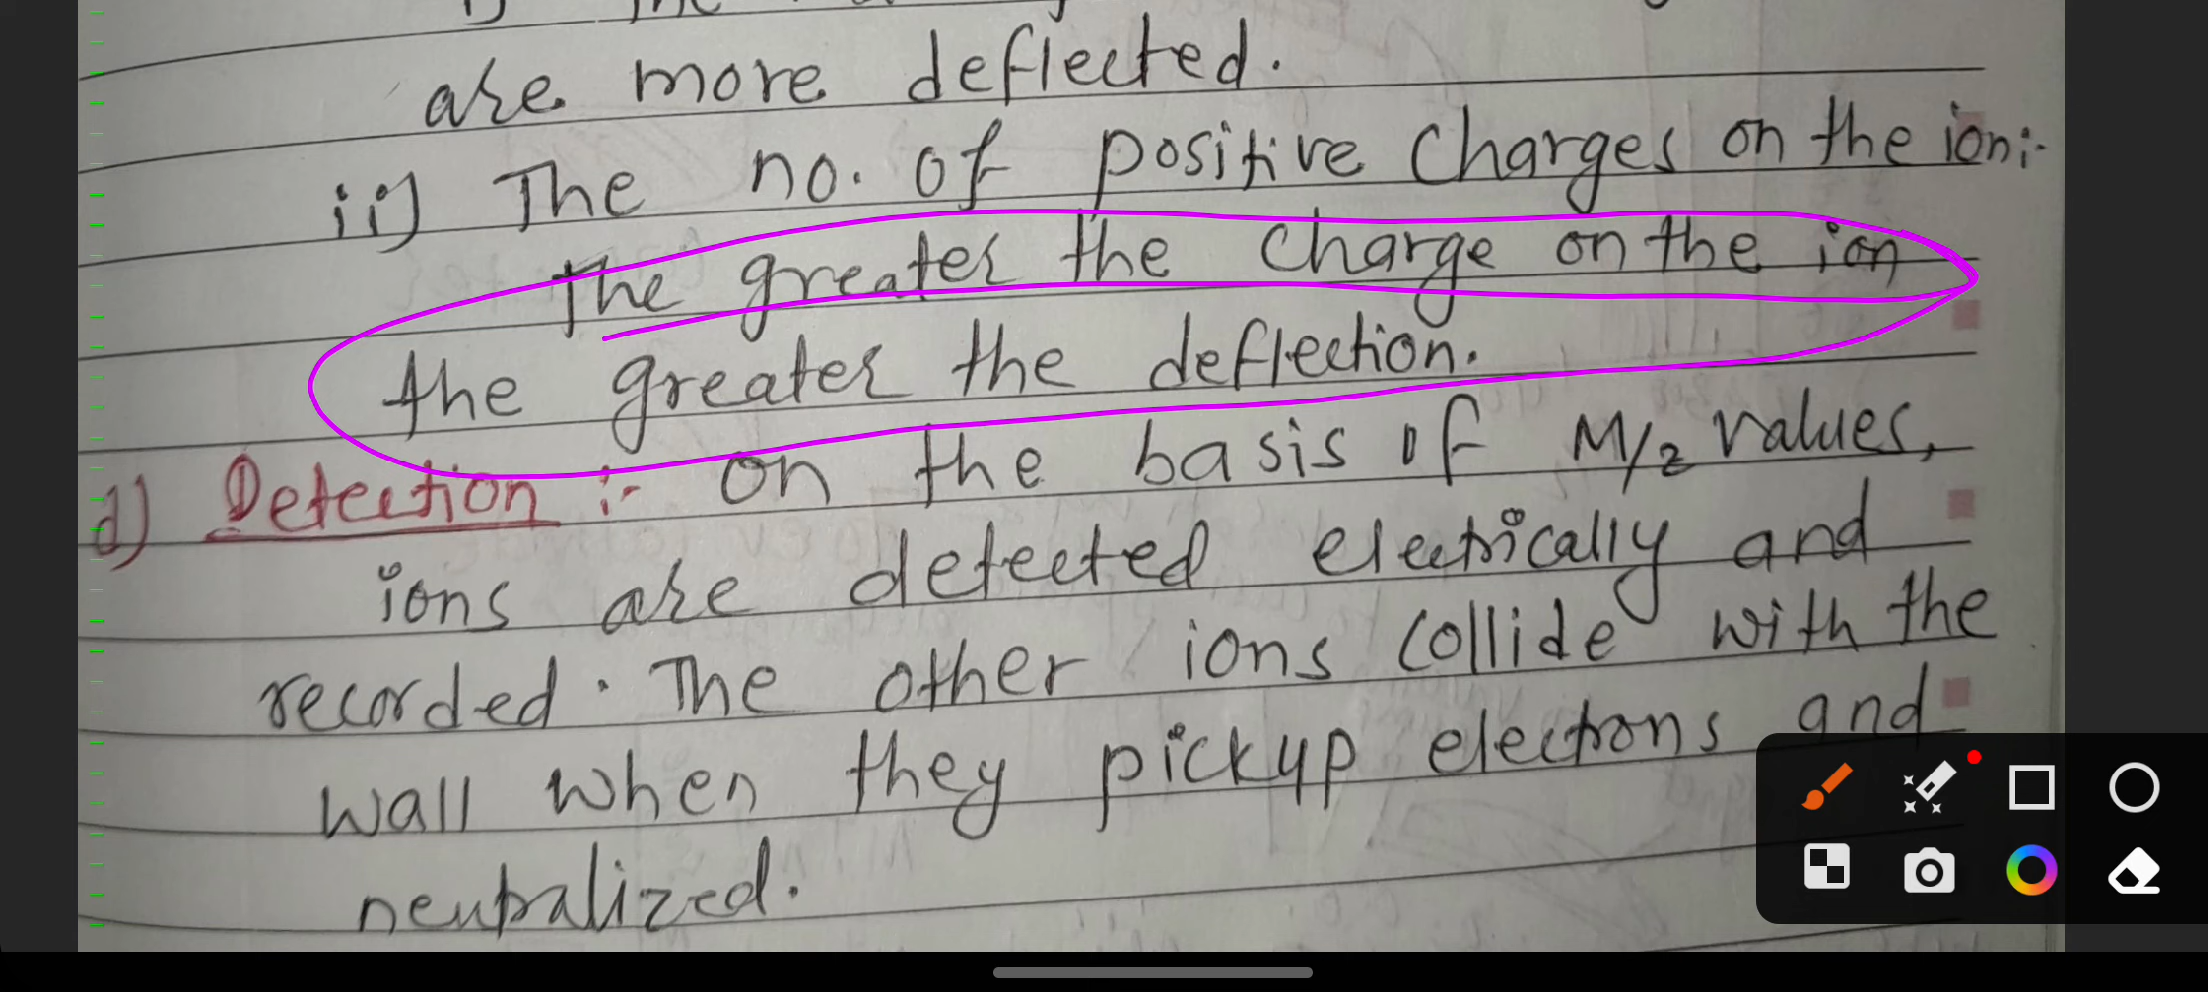 are more deflected.
ii) The no. of positive charges on the ion:-
The greater the charge on the ion
the greater the deflection.
d) Detection :- on the basis of M/z values,
ions are detected electrically and
recorded. The other ions collide with the
wall when they pickup electrons and
neutralized.